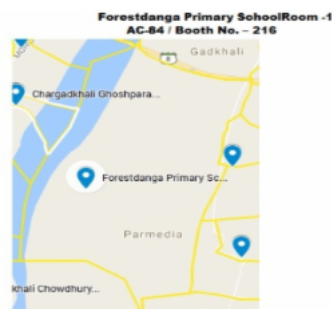 Forestdanga Primary SchoolRoom -1
AC-84 / Booth No. – 216
Gadkhali
Chargadkhali Ghoshpara...
Forestdanga Primary Sc...
Parmedia
khali Chowdhury...